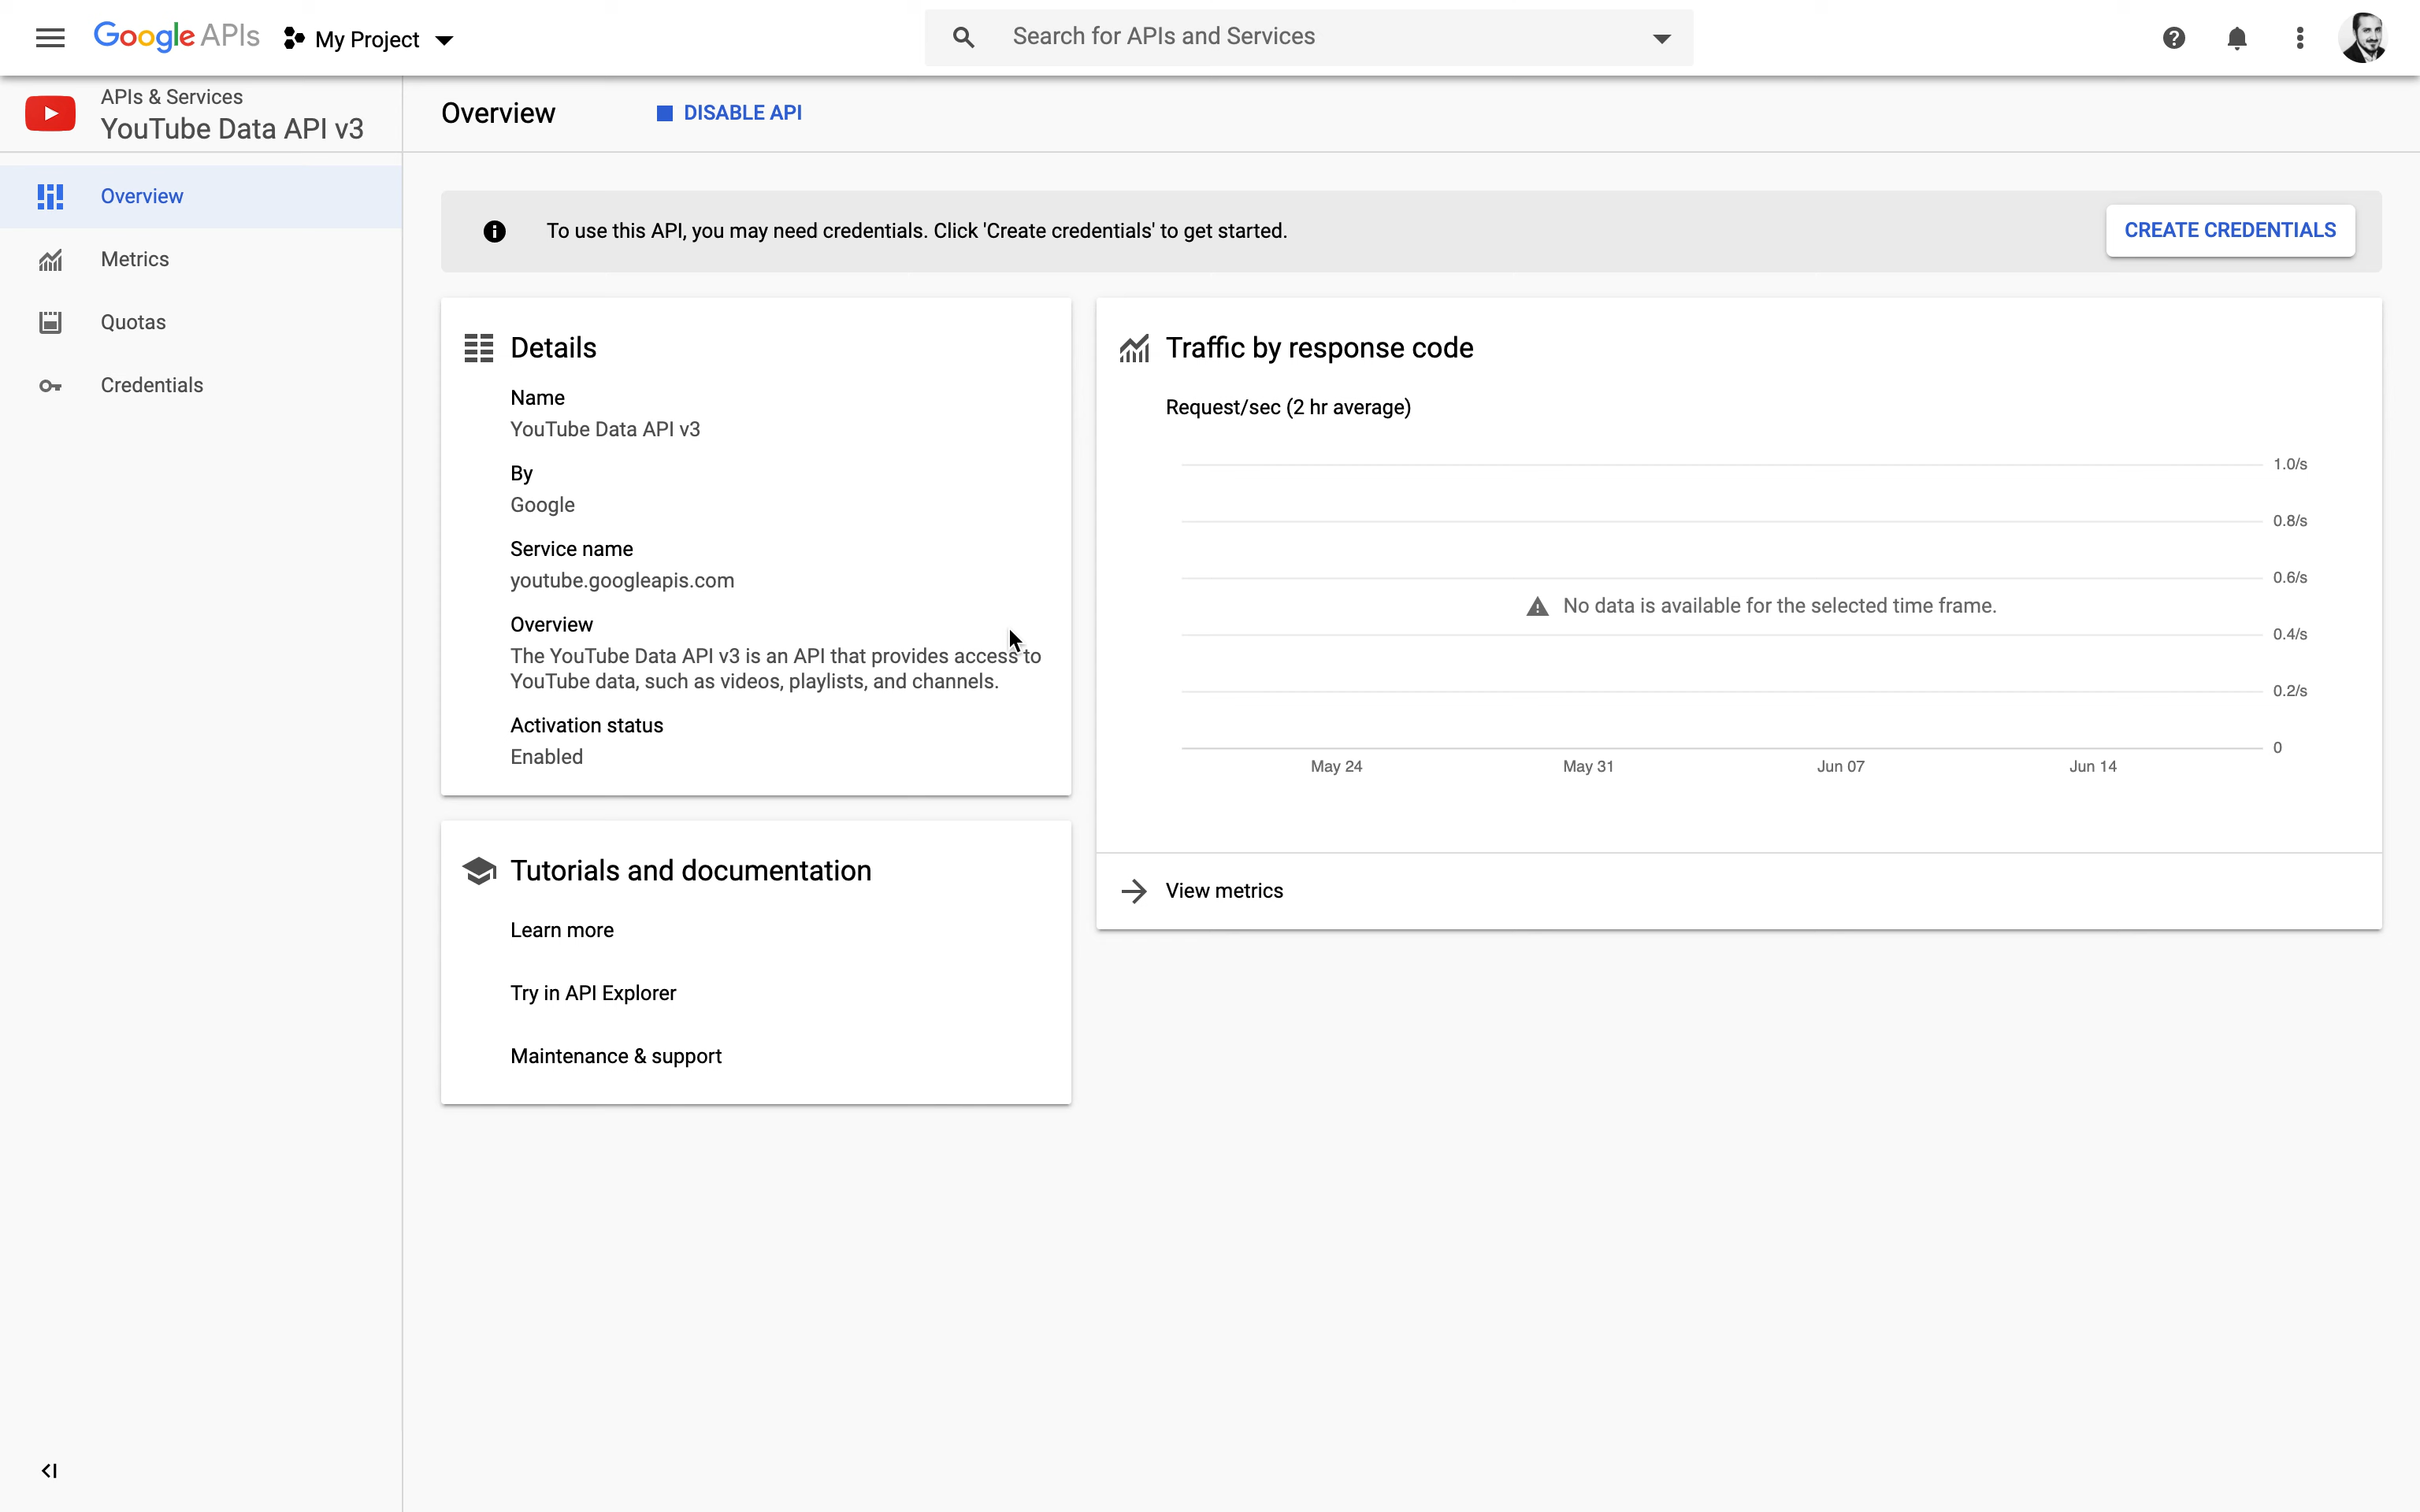 Google APIs
My Project
Search for APIs and Services
APIs & Services
YouTube Data API v3
Overview
DISABLE API
Overview
Metrics
Quotas
Credentials
To use this API, you may need credentials. Click 'Create credentials' to get started.
CREATE CREDENTIALS
Details
Name
YouTube Data API v3
By
Google
Service name
youtube.googleapis.com
Overview
The YouTube Data API v3 is an API that provides access to
YouTube data, such as videos, playlists, and channels.
Activation status
Enabled
Traffic by response code
Request/sec (2 hr average)
1.0/s
0.8/s
0.6/s
No data is available for the selected time frame.
0.4/s
0.2/s
0
May 24
May 31
Jun 07
Jun 14
View metrics
Tutorials and documentation
Learn more
Try in API Explorer
Maintenance & support